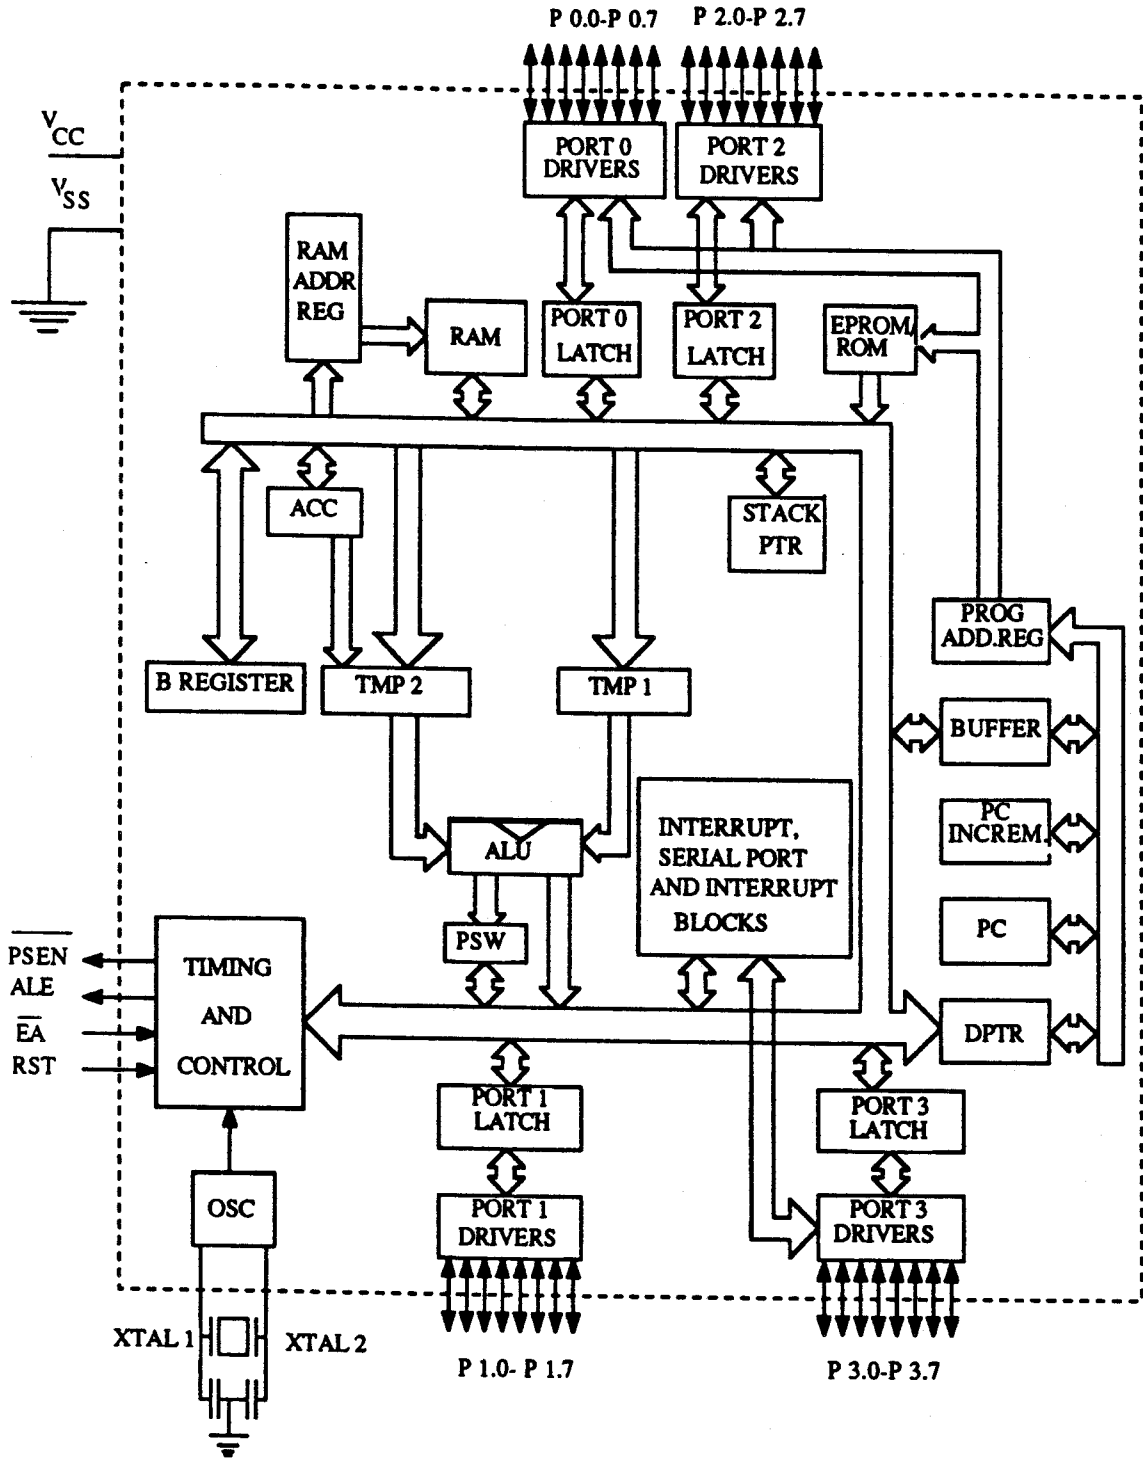 P 0.0-P 0.7
P 2.0-P 2.7
VCC
VSS
PORT 0
DRIVERS
PORT 2
DRIVERS
RAM
ADDR
REG
RAM
PORT 0
LATCH
PORT 2
LATCH
EPROM/
ROM
ACC
STACK
PTR
PROG
ADD.REG
B REGISTER
TMP 2
TMP 1
BUFFER
PC
INCREM.
ALU
INTERRUPT,
SERIAL PORT
AND INTERRUPT
BLOCKS
PSW
PC
PSEN
ALE
EA
RST
TIMING
AND
CONTROL
DPTR
PORT 1
LATCH
PORT 3
LATCH
OSC
PORT 1
DRIVERS
PORT 3
DRIVERS
XTAL 1
XTAL 2
P 1.0- P 1.7
P 3.0-P 3.7